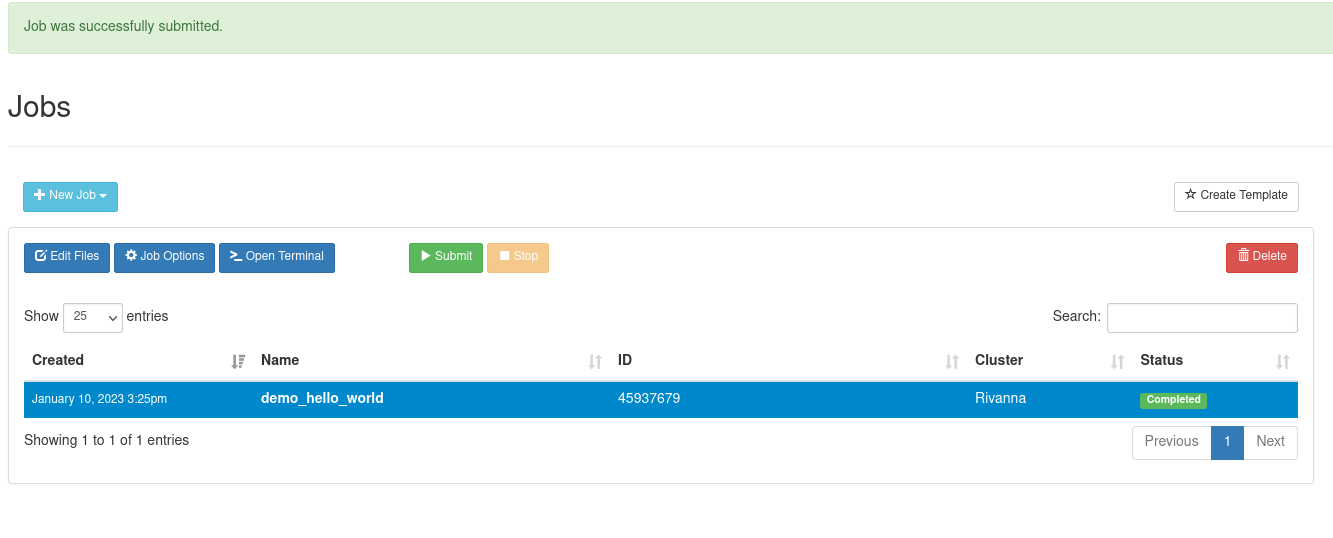 Job was successfully submitted.
Jobs
New Job
Create Template
Edit Files Job Options Open Terminal Submit Stop Delete
Show 25 entries Search:
Created Name ID Cluster Status
January 10, 2023 3:25pm demo_hello_world 45937679 Rivanna Completed
Showing 1 to 1 of 1 entries Previous 1 Next